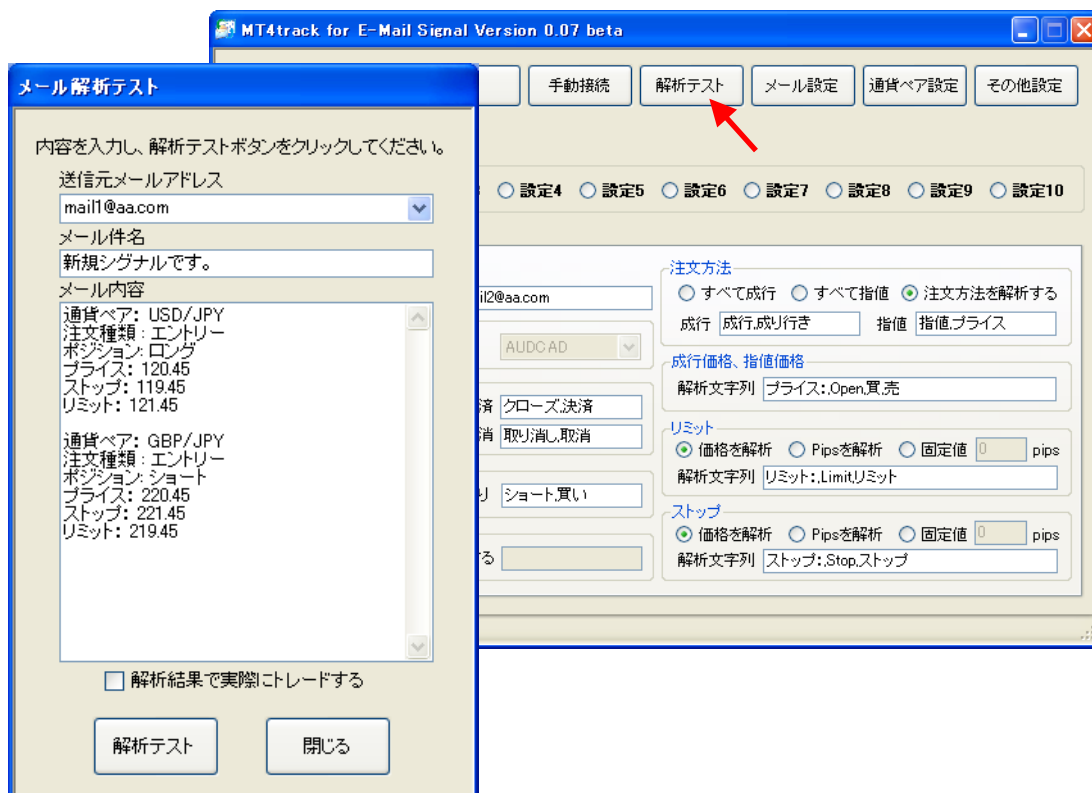 MT4track for E-Mail Signal Version 0.07 beta
手動接続 解析テスト メール設定 通貨ペア設定 その他設定
設定4 設定5 設定6 設定7 設定8 設定9 設定10
メール解析テスト
内容を入力し、解析テストボタンをクリックしてください。
送信元メールアドレス
mail1@aa.com
メール件名
新規シグナルです。
メール内容
通貨ペア: USD/JPY
注文種類 : エントリー
ポジション: ロング
プライス: 120.45
ストップ: 119.45
リミット: 121.45
通貨ペア: GBP/JPY
注文種類 : エントリー
ポジション: ショート
プライス: 220.45
ストップ: 221.45
リミット: 219.45
解析結果で実際にトレードする
解析テスト 閉じる
il2@aa.com
AUDCAD
済 クローズ,決済
消 取り消し,取消
り ショート,買い
する
注文方法
すべて成行 すべて指値 注文方法を解析する
成行 成行,成り行き 指値 指値,プライス
成行価格、指値価格
解析文字列 プライス:,Open,買,売
リミット
価格を解析 Pipsを解析 固定値 0 pips
解析文字列 リミット:,Limit,リミット
ストップ
価格を解析 Pipsを解析 固定値 0 pips
解析文字列 ストップ:,Stop,ストップ